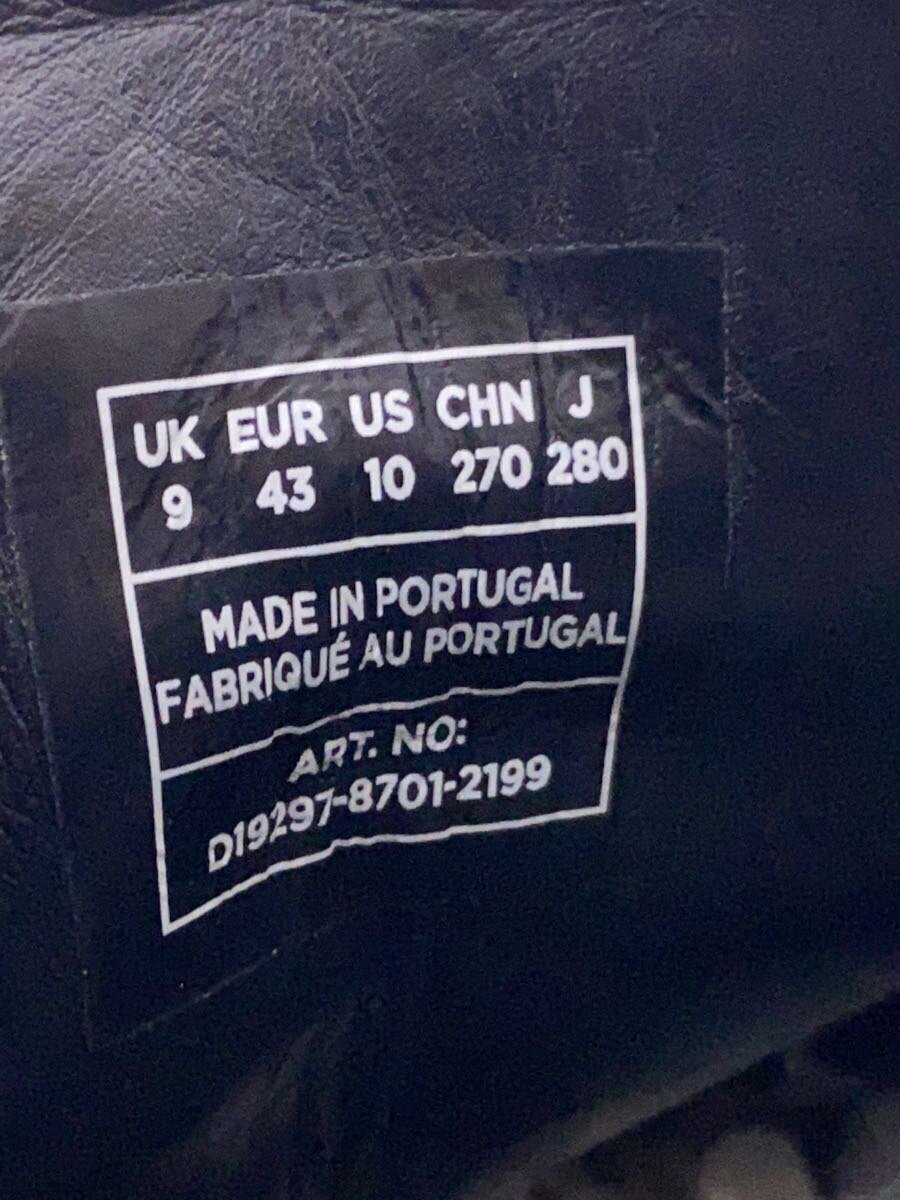 UK EUR US CHN J
9 43 10 270 280
MADE IN PORTUGAL
FABRIQUÉ AU PORTUGAL
ART. NO:
D19297-8701-2199